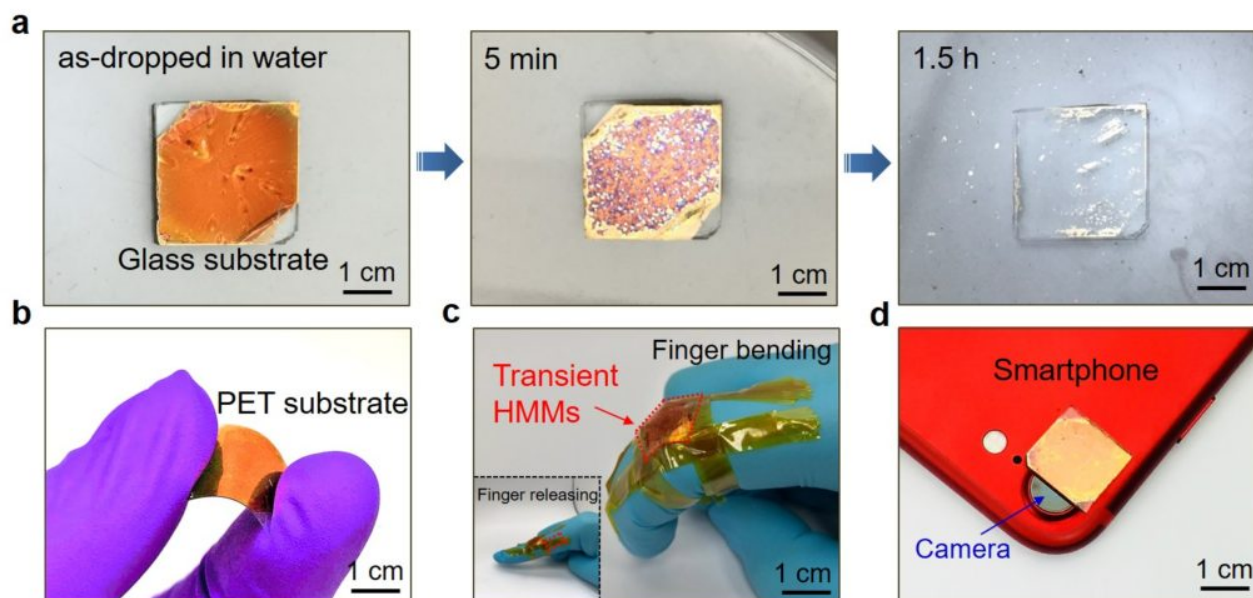 a
as-dropped in water
Glass substrate
1 cm
5 min
1 cm
1.5 h
1 cm
b
PET substrate
1 cm
c
Finger bending
Transient
HMMs
Finger releasing
1 cm
d
Smartphone
Camera
1 cm